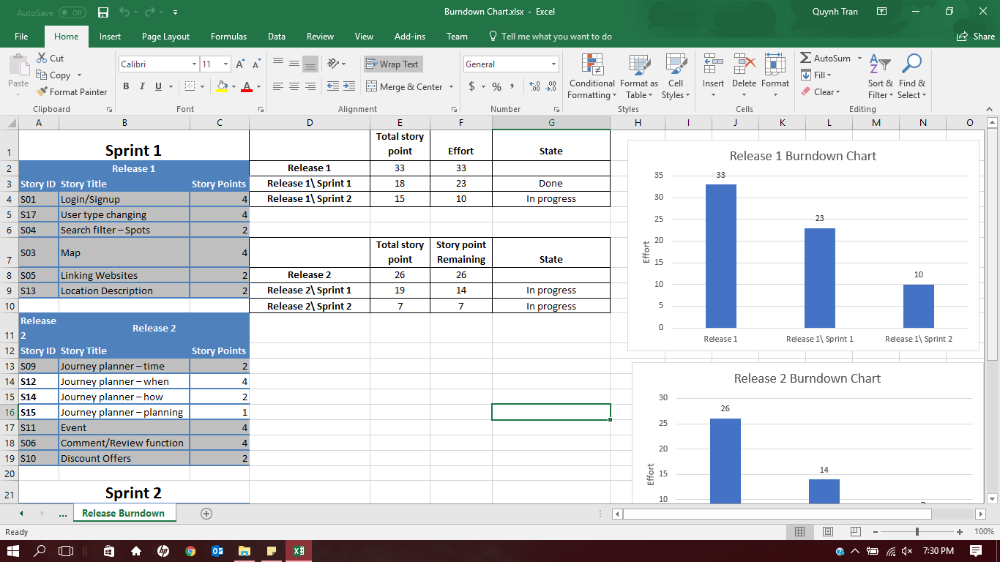 AutoSave Off
Burndown Chart.xlsx - Excel
Quynh Tran
File Home Insert Page Layout Formulas Data Review View Add-ins Team Tell me what you want to do Share
Paste
Cut
Copy
Format Painter
Clipboard
Calibri 11
B I U
Font
Wrap Text
Merge & Center
Alignment
General
$ % ,
Number
Conditional Formatting
Format as Table
Cell Styles
Styles
Insert Delete Format
Cells
AutoSum
Fill
Clear
Sort & Filter
Find & Select
Editing
A B C D E F G H I J K L M N O
1 Sprint 1 Total story point Effort State
2 Release 1 Release 1 33 33
3 Story ID Story Title Story Points Release 1\ Sprint 1 18 23 Done
4 S01 Login/Signup 4 Release 1\ Sprint 2 15 10 In progress
5 S17 User type changing 4
6 S04 Search filter – Spots 2
7 S03 Map 4 Total story point Story point Remaining State
8 S05 Linking Websites 2 Release 2 26 26
9 S13 Location Description 2 Release 2\ Sprint 1 19 14 In progress
10 Release 2\ Sprint 2 7 7 In progress
11 Release 2 Release 2
12 Story ID Story Title Story Points
13 S09 Journey planner – time 2
14 S12 Journey planner – when 4
15 S14 Journey planner – how 2
16 S15 Journey planner – planning 1
17 S11 Event 4
18 S06 Comment/Review function 4
19 S10 Discount Offers 2
20
21 Sprint 2
Release 1 Burndown Chart
35
30
25
20
15
10
5
0
Effort
33
23
10
Release 1 Release 1\ Sprint 1 Release 1\ Sprint 2
Release 2 Burndown Chart
30
25
20
15
10
Effort
26
14
... Release Burndown
Ready
100%
7:30 PM